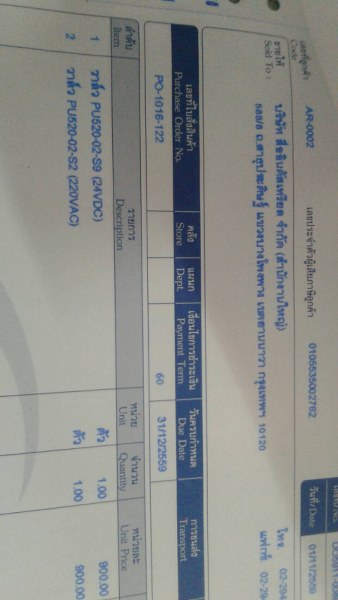 เลขที่ลูกค้า AR-0002 เลขประจำตัวผู้เสียภาษีลูกค้า 0105535002762
Code
เลขที่/No. DO5911-008
วันที่/Date 01/11/2559
ขายให้ บริษัท สื่ออินดัสเทรียล จำกัด (สำนักงานใหญ่) โทร. 02-294
Sold To : 588/8 ถ.สาธุประดิษฐ์ แขวงบางโพงพาง เขตยานนาวา กรุงเทพฯ 10120 แฟกซ์. 02-29
เลขที่ใบสั่งสินค้า คลัง แผนก เงื่อนไขการชำระเงิน วันครบกำหนด การขนส่ง
Purchase Order No. Store Dept. Payment Term Due Date Transport
PO-1016-122 60 31/12/2559
ลำดับ รายการ หน่วย จำนวน หน่วยละ
Item Description Unit Quantity Unit Price
1 วาล์ว PU520-02-S9 (24VDC) ตัว 1.00 900.00
2 วาล์ว PU520-02-S2 (220VAC) ตัว 1.00 900.00